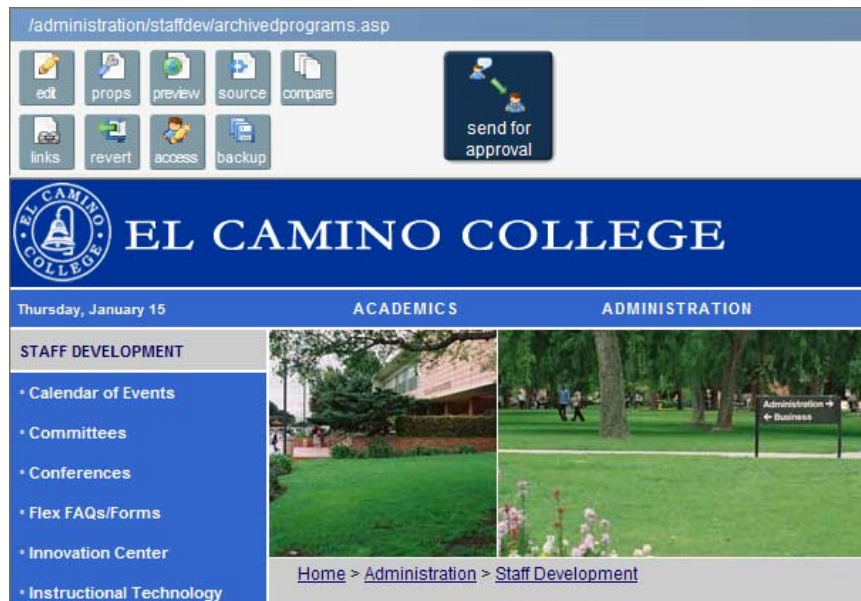 /administration/staffdev/archivedprograms.asp
edit props preview source compare
send for
approval
links revert access backup
EL CAMINO
COLLEGE
EL CAMINO COLLEGE
Thursday, January 15 ACADEMICS ADMINISTRATION
STAFF DEVELOPMENT
Administration →
← Business
• Calendar of Events
• Committees
• Conferences
• Flex FAQs/Forms
• Innovation Center
• Instructional Technology
Home > Administration > Staff Development